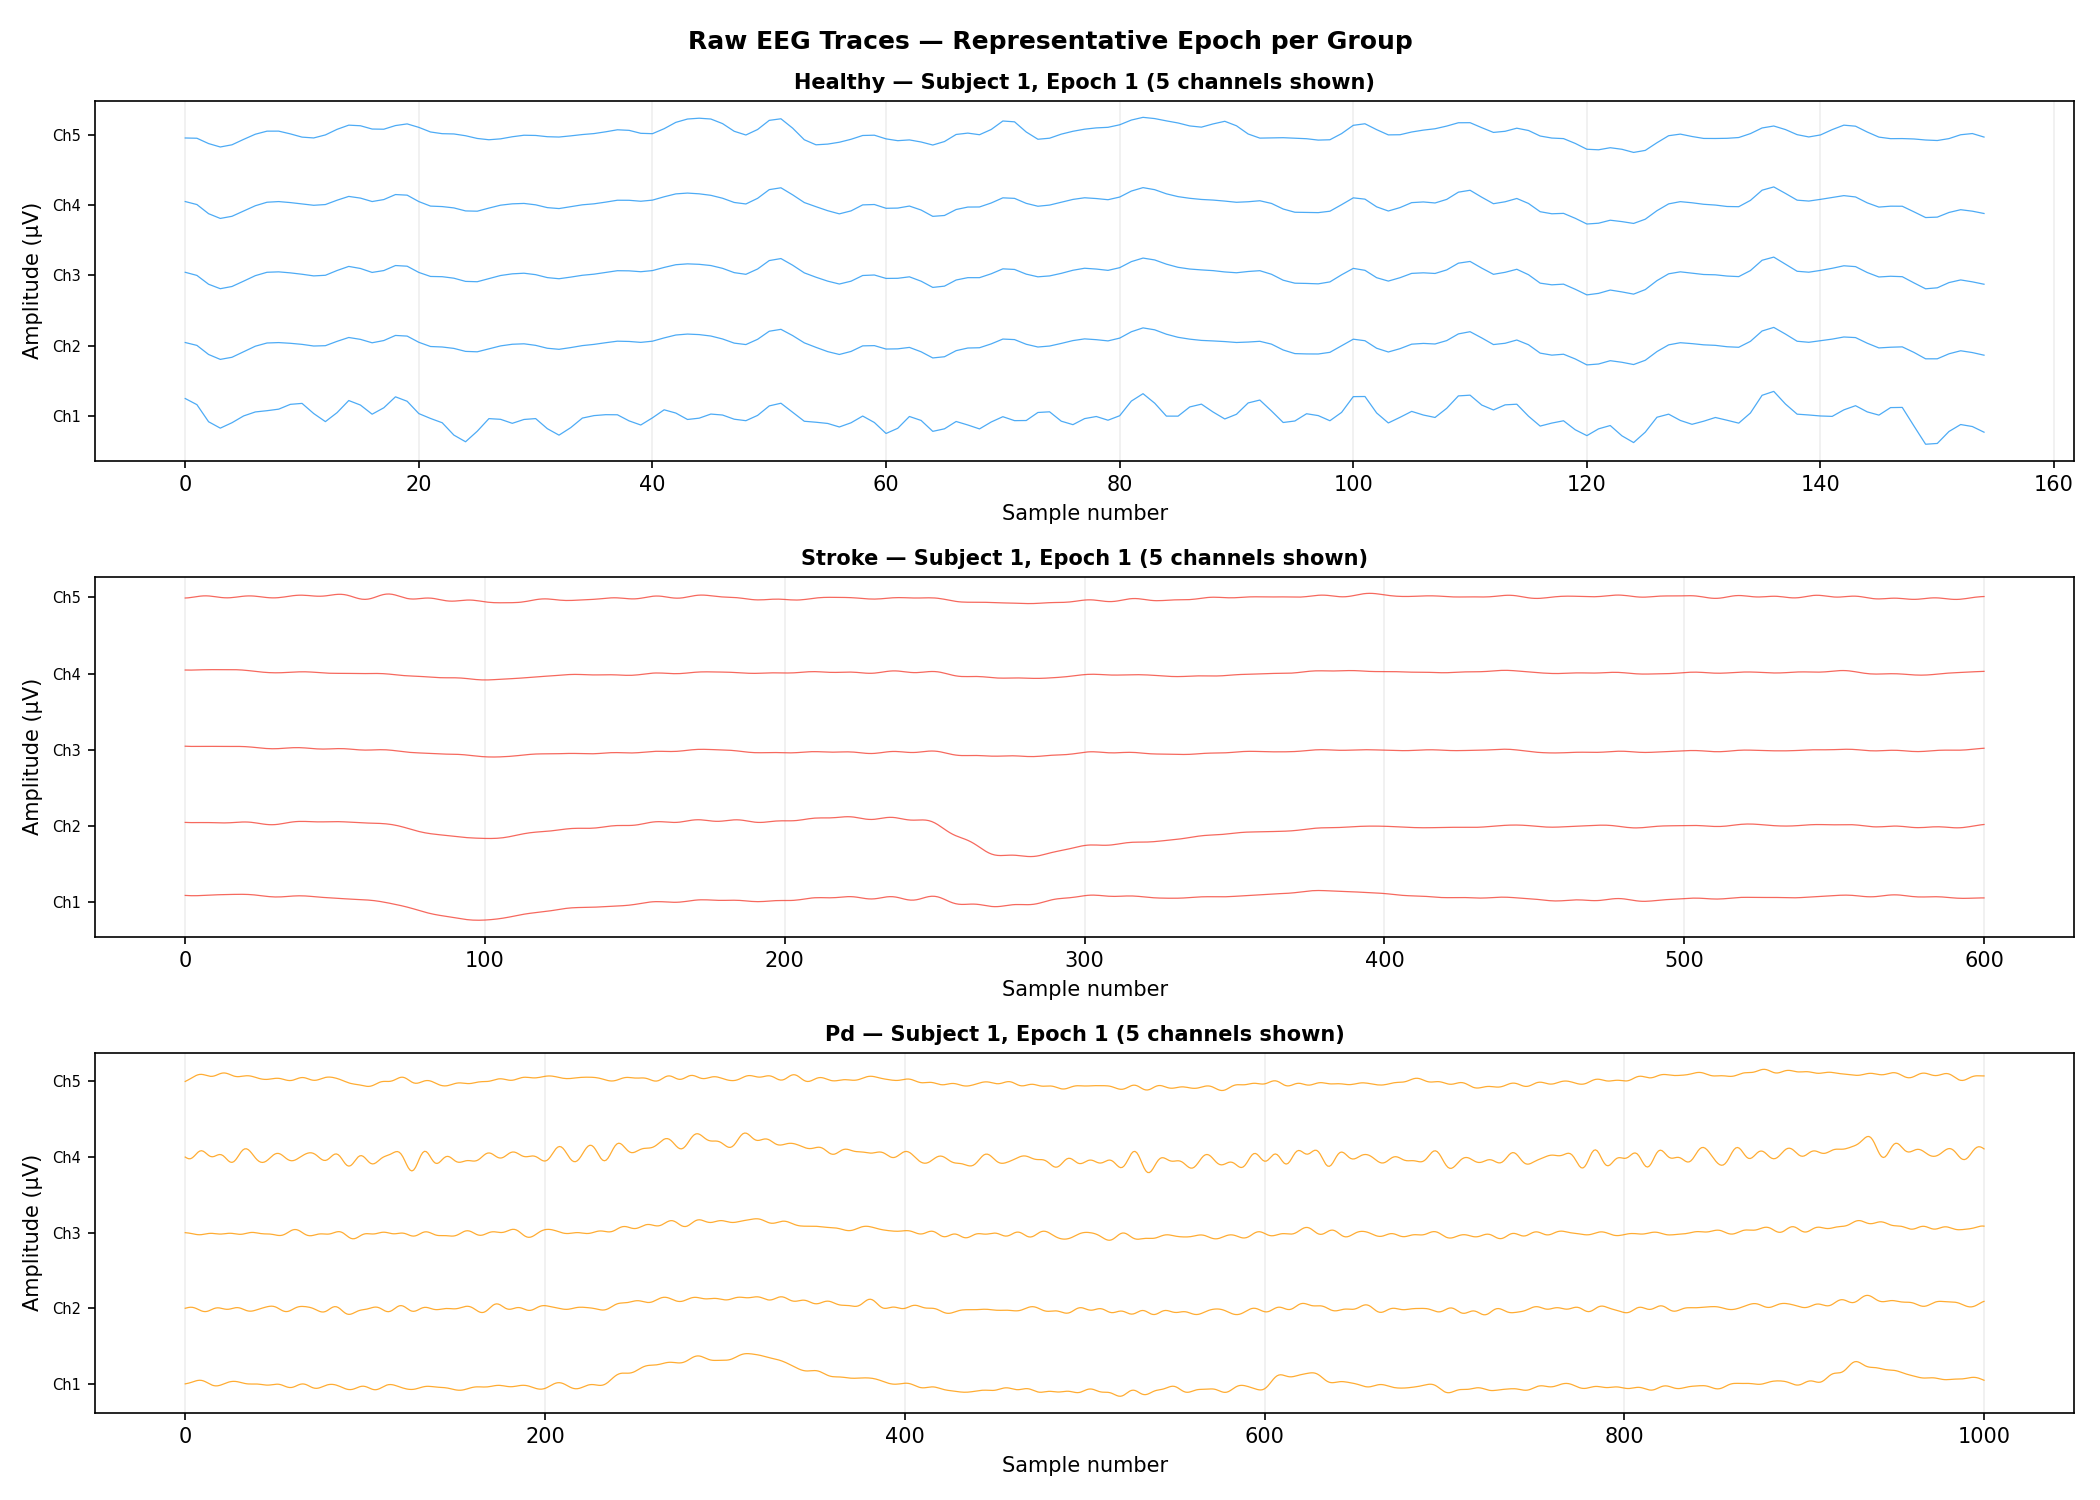 Raw EEG Traces — Representative Epoch per Group
Healthy — Subject 1, Epoch 1 (5 channels shown)
Amplitude (µV)
Ch5
Ch4
Ch3
Ch2
Ch1
0 20 40 60 80 100 120 140 160
Sample number
Stroke — Subject 1, Epoch 1 (5 channels shown)
Amplitude (µV)
Ch5
Ch4
Ch3
Ch2
Ch1
0 100 200 300 400 500 600
Sample number
Pd — Subject 1, Epoch 1 (5 channels shown)
Amplitude (µV)
Ch5
Ch4
Ch3
Ch2
Ch1
0 200 400 600 800 1000
Sample number